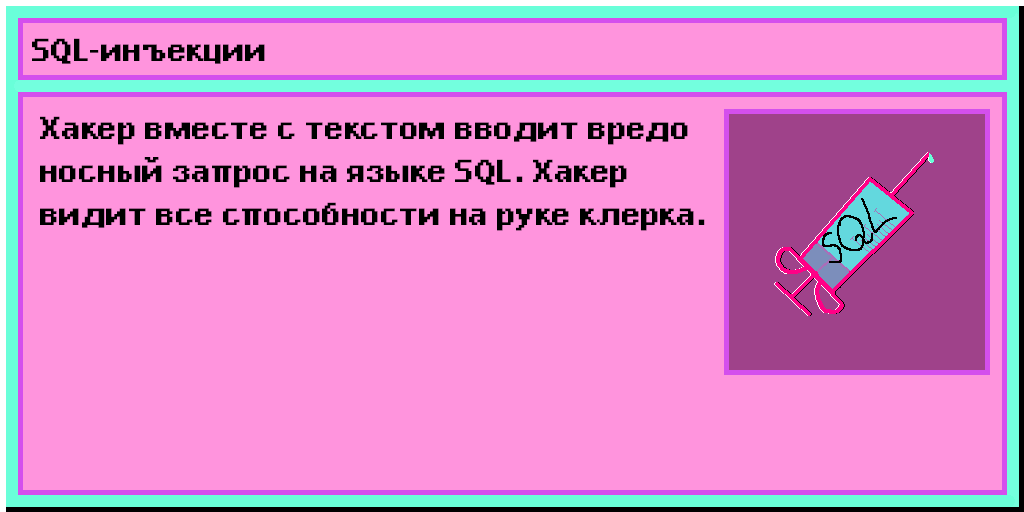 SQL-инъекции
Хакер вместе с текстом вводит вредо
носный запрос на языке SQL. Хакер
видит все способности на руке клерка.
SQL